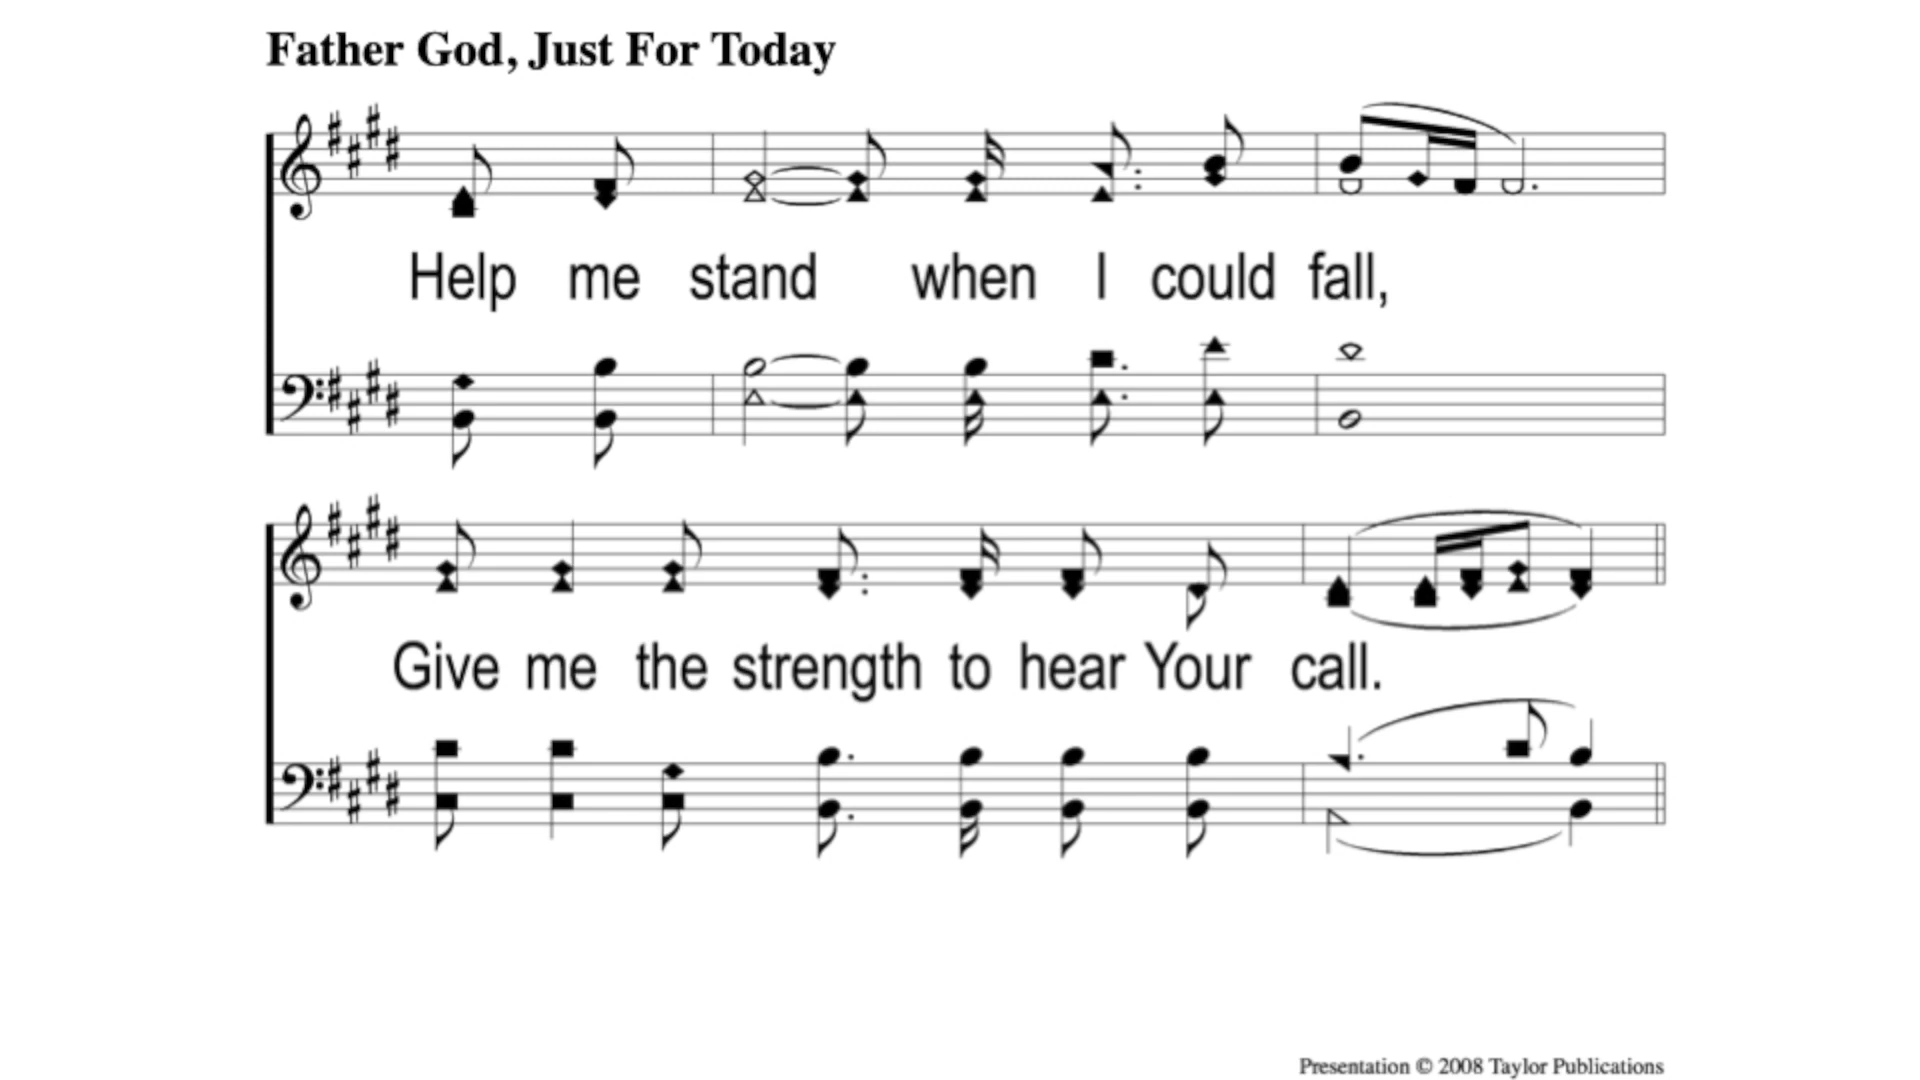 Father God, Just For Today
Help me stand when I could fall,
Give me the strength to hear Your call.
Presentation © 2008 Taylor Publications